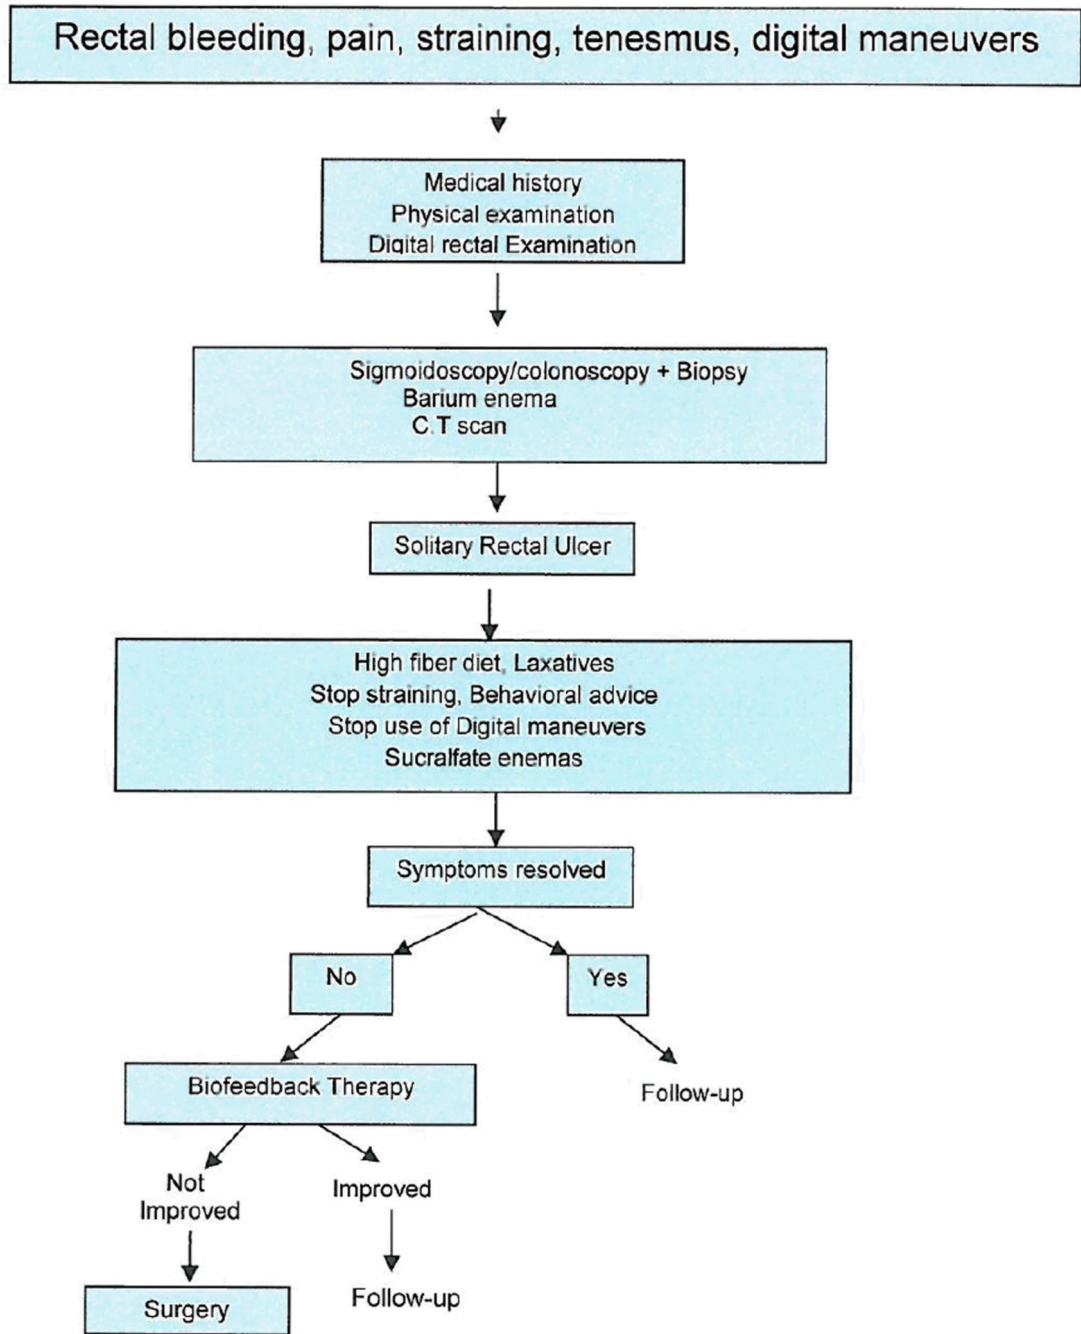 Rectal bleeding, pain, straining, tenesmus, digital maneuvers
Medical history
Physical examination
Digital rectal Examination
Sigmoidoscopy/colonoscopy + Biopsy
Barium enema
C.T scan
Solitary Rectal Ulcer
High fiber diet, Laxatives
Stop straining, Behavioral advice
Stop use of Digital maneuvers
Sucralfate enemas
Symptoms resolved
No
Yes
Biofeedback Therapy
Follow-up
Not
Improved
Improved
Surgery
Follow-up